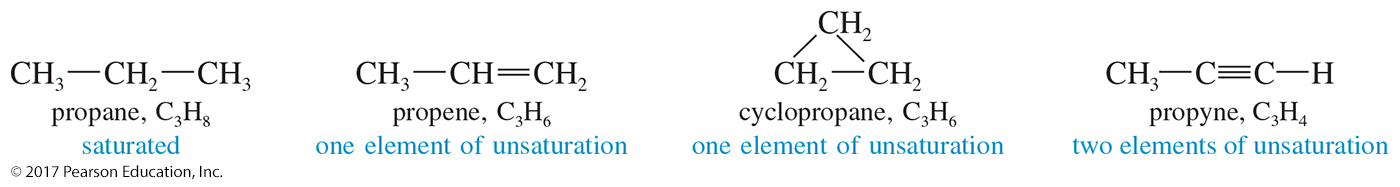 CH₂
CH₃—CH₂—CH₃ CH₃—CH=CH₂ CH₂—CH₂ CH₃—C≡C—H
propane, C₃H₈ propene, C₃H₆ cyclopropane, C₃H₆ propyne, C₃H₄
saturated one element of unsaturation one element of unsaturation two elements of unsaturation
© 2017 Pearson Education, Inc.